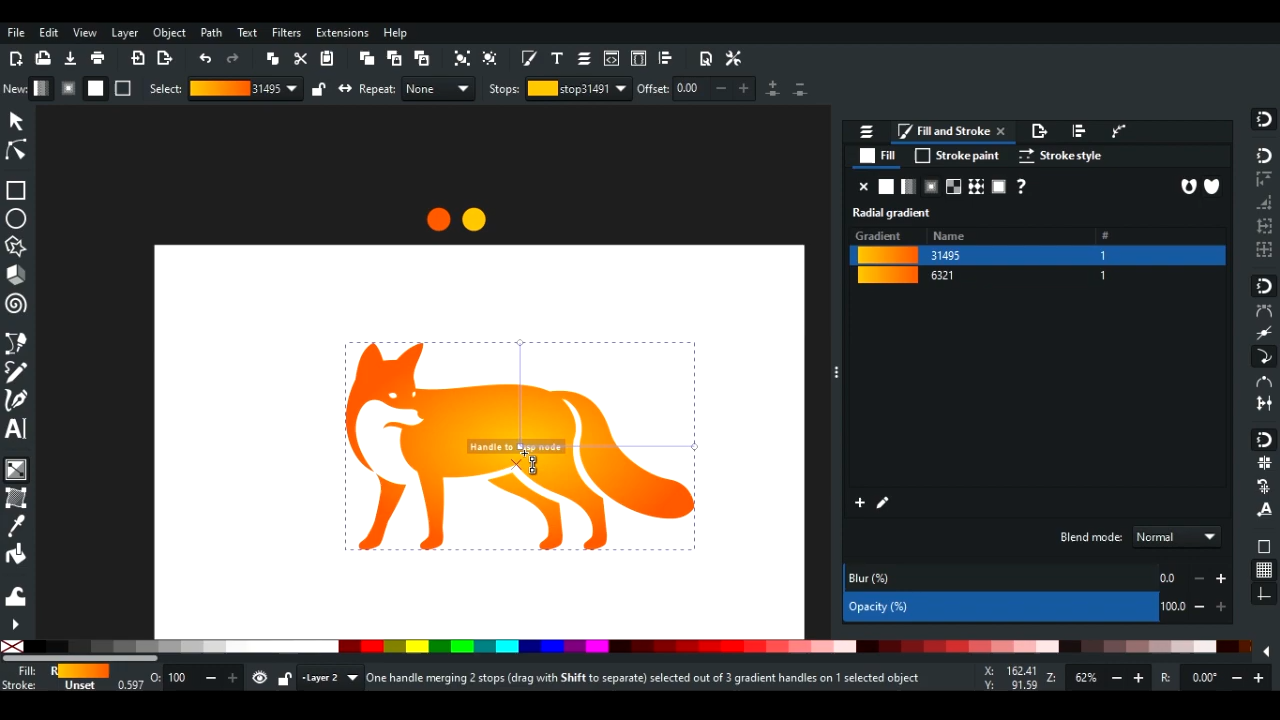 File Edit View Layer Object Path Text Filters Extensions Help
New: Select: 31495 Repeat: None Stops: stop31491 Offset: 0.00
Fill and Stroke
Fill Stroke paint Stroke style
?
Radial gradient
Gradient Name #
31495 1
6321 1
Handle to cusp node
Blend mode: Normal
Blur (%) 0.0
Opacity (%) 100.0
Fill: R O: 100 -Layer 2 One handle merging 2 stops (drag with Shift to separate) selected out of 3 gradient handles on 1 selected object X: 162.41 Z: 62% R: 0.00°
Stroke: Unset 0.597 Y: 91.59